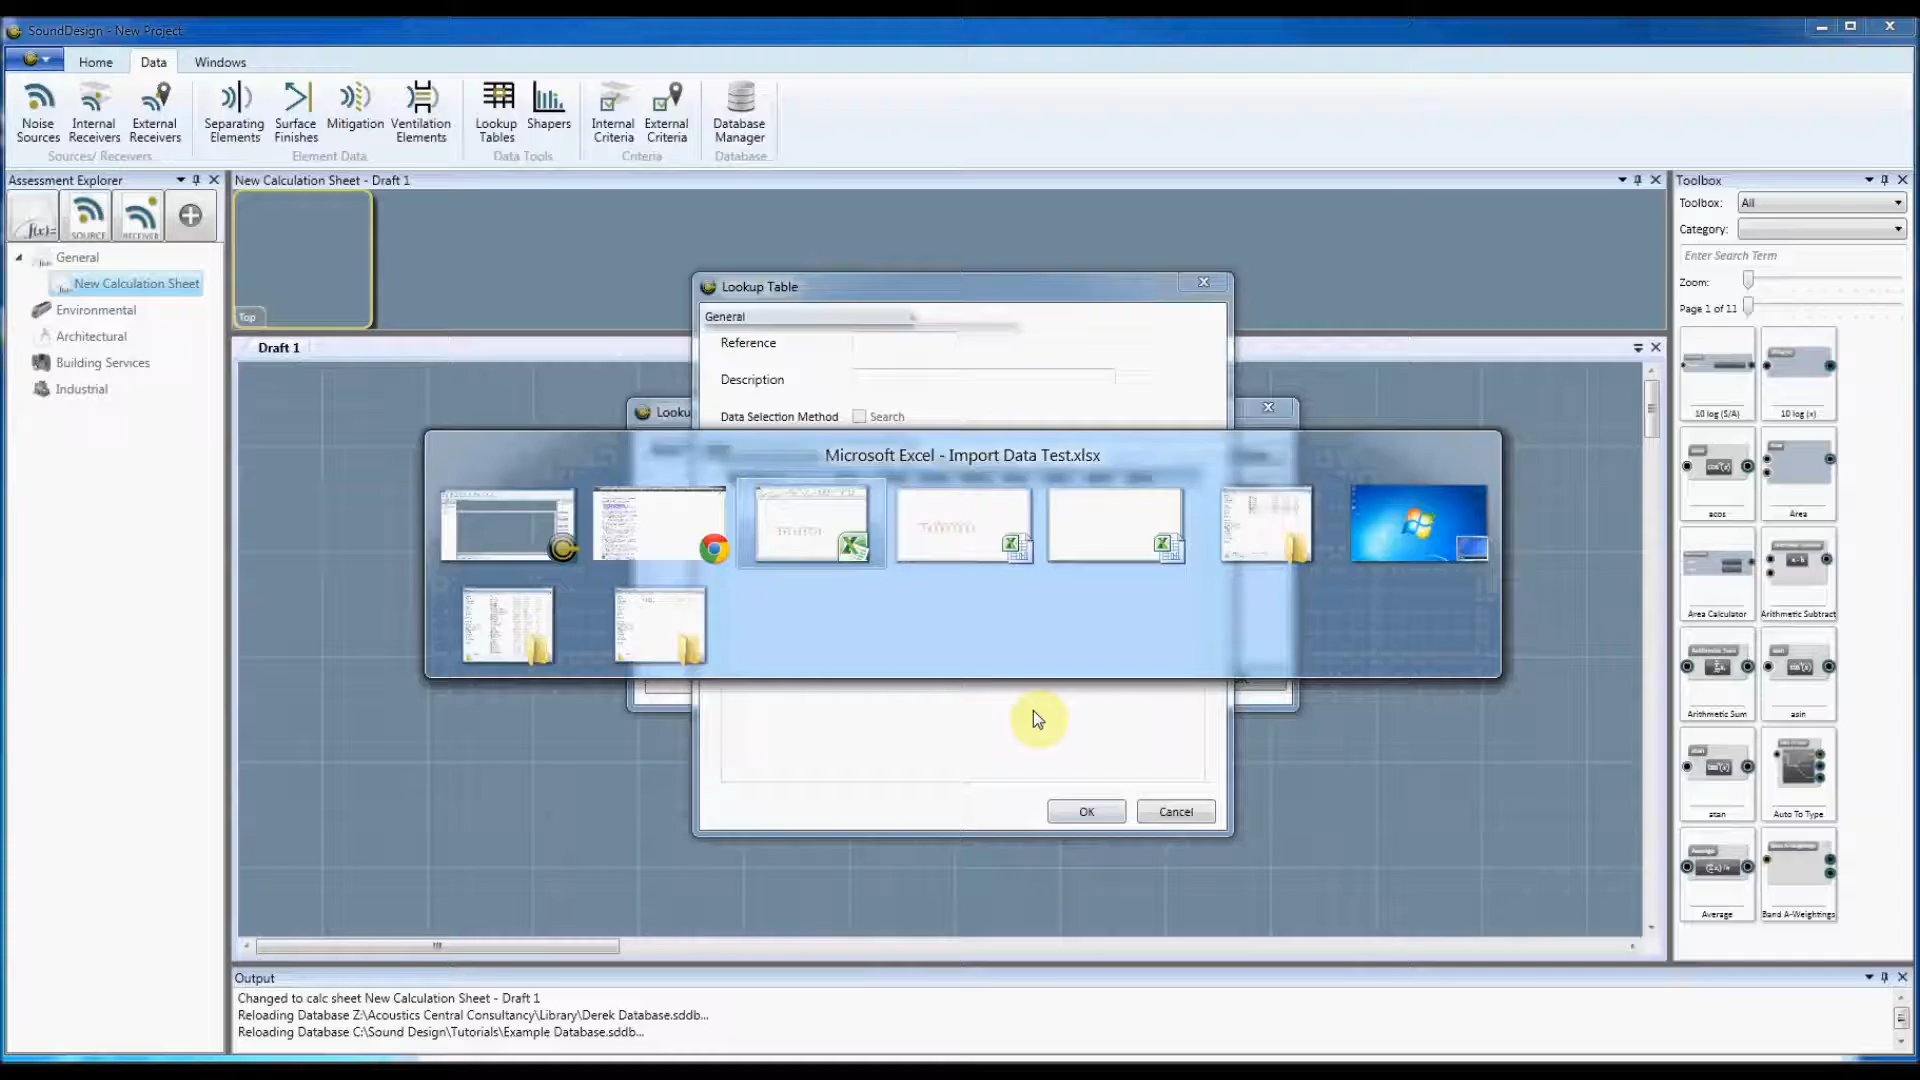 SoundDesign - New Project
Home Data Windows
Noise Sources
Internal Receivers
External Receivers
Separating Elements
Surface Finishes
Mitigation
Ventilation Elements
Lookup Tables
Shapers
Internal Criteria
External Criteria
Database Manager
Sources/ Receivers
Element Data
Data Tools
Criteria
Database
Assessment Explorer
SOURCE
RECEIVER
General
New Calculation Sheet
Environmental
Architectural
Building Services
Industrial
New Calculation Sheet - Draft 1
Top
Draft 1
Lookup Table
General
Reference
Description
Data Selection Method Search
Looku
Microsoft Excel - Import Data Test.xlsx
OK Cancel
Toolbox
Toolbox: All
Category:
Enter Search Term
Zoom:
Page 1 of 11
10 log (S/A)
10 log (x)
acos
Area
Area Calculator
Arithmetic Subtract
Arithmetic Sum
asin
atan
Auto To Type
Average
Band A-Weightings
Output
Changed to calc sheet New Calculation Sheet - Draft 1
Reloading Database Z:\Acoustics Central Consultancy\Library\Derek Database.sddb...
Reloading Database C:\Sound Design\Tutorials\Example Database.sddb...